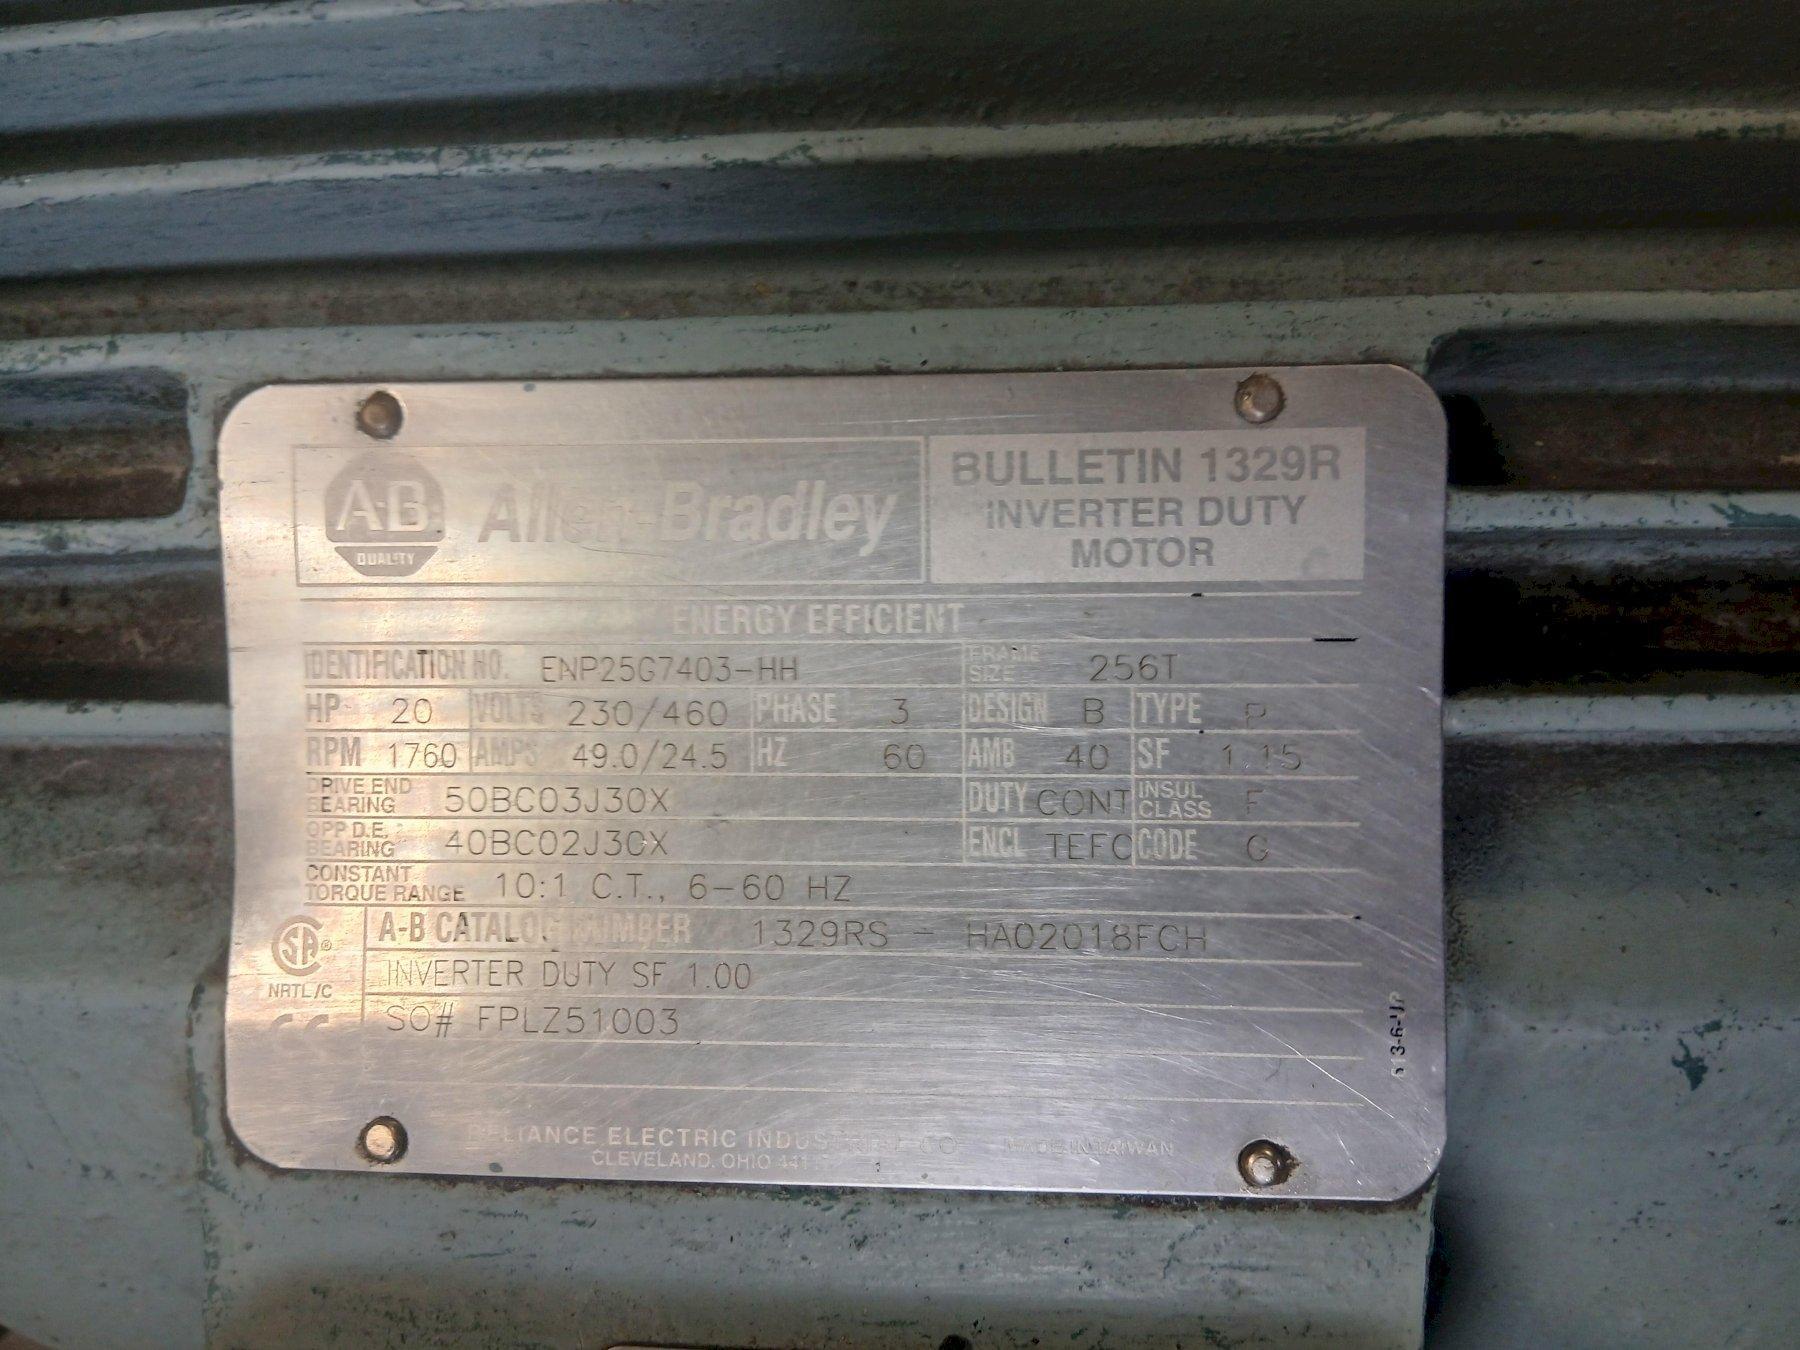 A-B QUALITY Allen-Bradley
BULLETIN 1329R
INVERTER DUTY
MOTOR
ENERGY EFFICIENT
IDENTIFICATION NO. ENP25G7403-HH FRAME SIZE 256T
HP 20 VOLTS 230/460 PHASE 3 DESIGN B TYPE P
RPM 1760 AMPS 49.0/24.5 HZ 60 AMB 40 SF 1.15
DRIVE END BEARING 50BC03J30X DUTY CONT INSUL CLASS F
OPP D.E. BEARING 40BC02J30X ENCL TEFC CODE G
CONSTANT TORQUE RANGE 10:1 C.T., 6-60 HZ
A-B CATALOG NUMBER 1329RS - HA02018FCH
INVERTER DUTY SF 1.00
SO# FPLZ51003
SA ®
NRTL/C
RELIANCE ELECTRIC MADE IN TAIWAN
CLEVELAND, OHIO